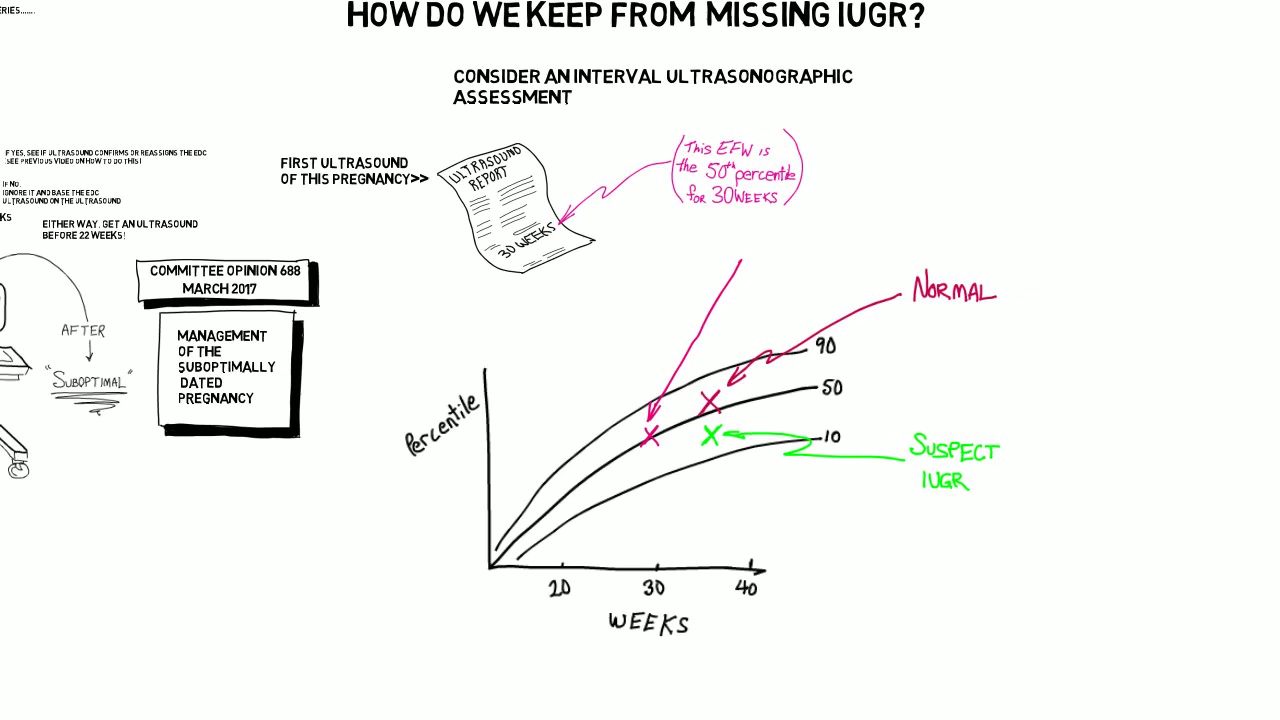 ERIES......
HOW DO WE KEEP FROM MISSING IUGR?
CONSIDER AN INTERVAL ULTRASONOGRAPHIC
ASSESSMENT
IF YES, SEE IF ULTRASOUND CONFIRMS OR REASSIGNS THE EDC
(SEE PREVIOUS VIDEO ON HOW TO DO THIS)
IF NO,
IGNORE IT AND BASE THE EDC
ULTRASOUND ON THE ULTRASOUND
KS
EITHER WAY, GET AN ULTRASOUND
BEFORE 22 WEEKS!
FIRST ULTRASOUND
OF THIS PREGNANCY>>
ULTRASOUND
REPORT
30 WEEKS
This EFW is
the 50th percentile
for 30 WEEKS
COMMITTEE OPINION 688
MARCH 2017
MANAGEMENT
OF THE
SUBOPTIMALLY
DATED
PREGNANCY
AFTER
"SUBOPTIMAL"
NORMAL
90
50
10
SUSPECT
IUGR
Percentile
20 30 40
WEEKS